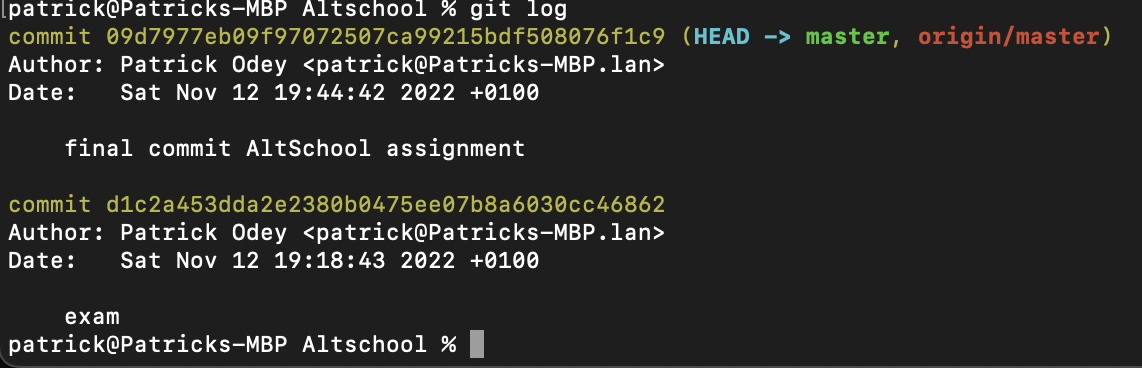 patrick@Patricks-MBP Altschool % git log
commit 09d7977eb09f97072507ca99215bdf508076f1c9 (HEAD -> master, origin/master)
Author: Patrick Odey <patrick@Patricks-MBP.lan>
Date:   Sat Nov 12 19:44:42 2022 +0100
    final commit AltSchool assignment
commit d1c2a453dda2e2380b0475ee07b8a6030cc46862
Author: Patrick Odey <patrick@Patricks-MBP.lan>
Date:   Sat Nov 12 19:18:43 2022 +0100
    exam
patrick@Patricks-MBP Altschool %